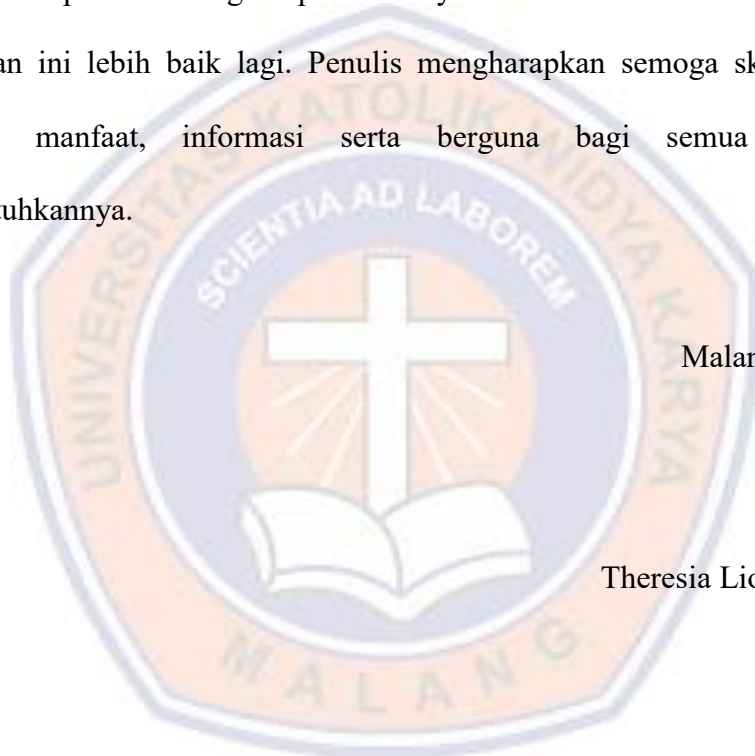 an ini lebih baik lagi. Penulis mengharapkan semoga sk
manfaat, informasi serta berguna bagi semua
tuhkannya.
UNIVERSITAS KATOLIK WIDYA KARYA
SCIENTIA AD LABOREM
Malan
Theresia Lio
MALANG